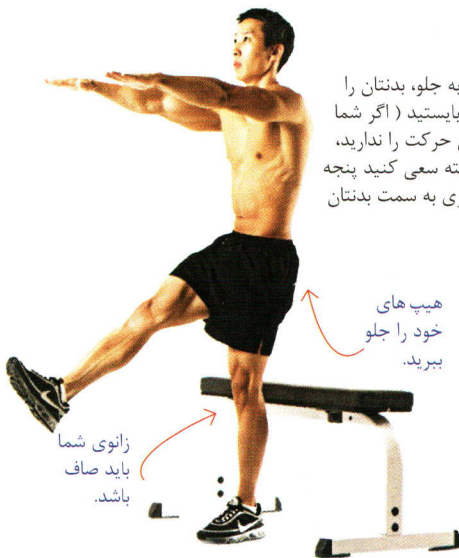 به جلو، بدنتان را
بایستید ( اگر شما
حرکت را ندارید،
ته سعی کنید پنجه
ی به سمت بدنتان
هیپ های
خود را جلو
ببرید.
زانوی شما
باید صاف
باشد.